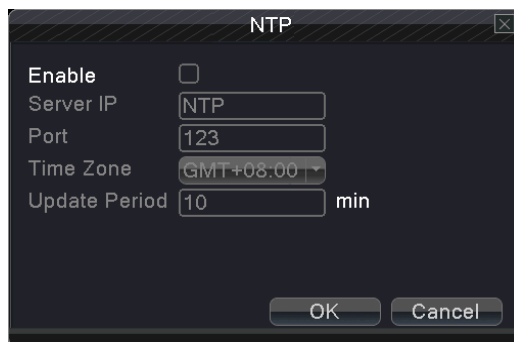 NTP
Enable
Server IP NTP
Port 123
Time Zone GMT+08:00
Update Period 10 min
OK Cancel